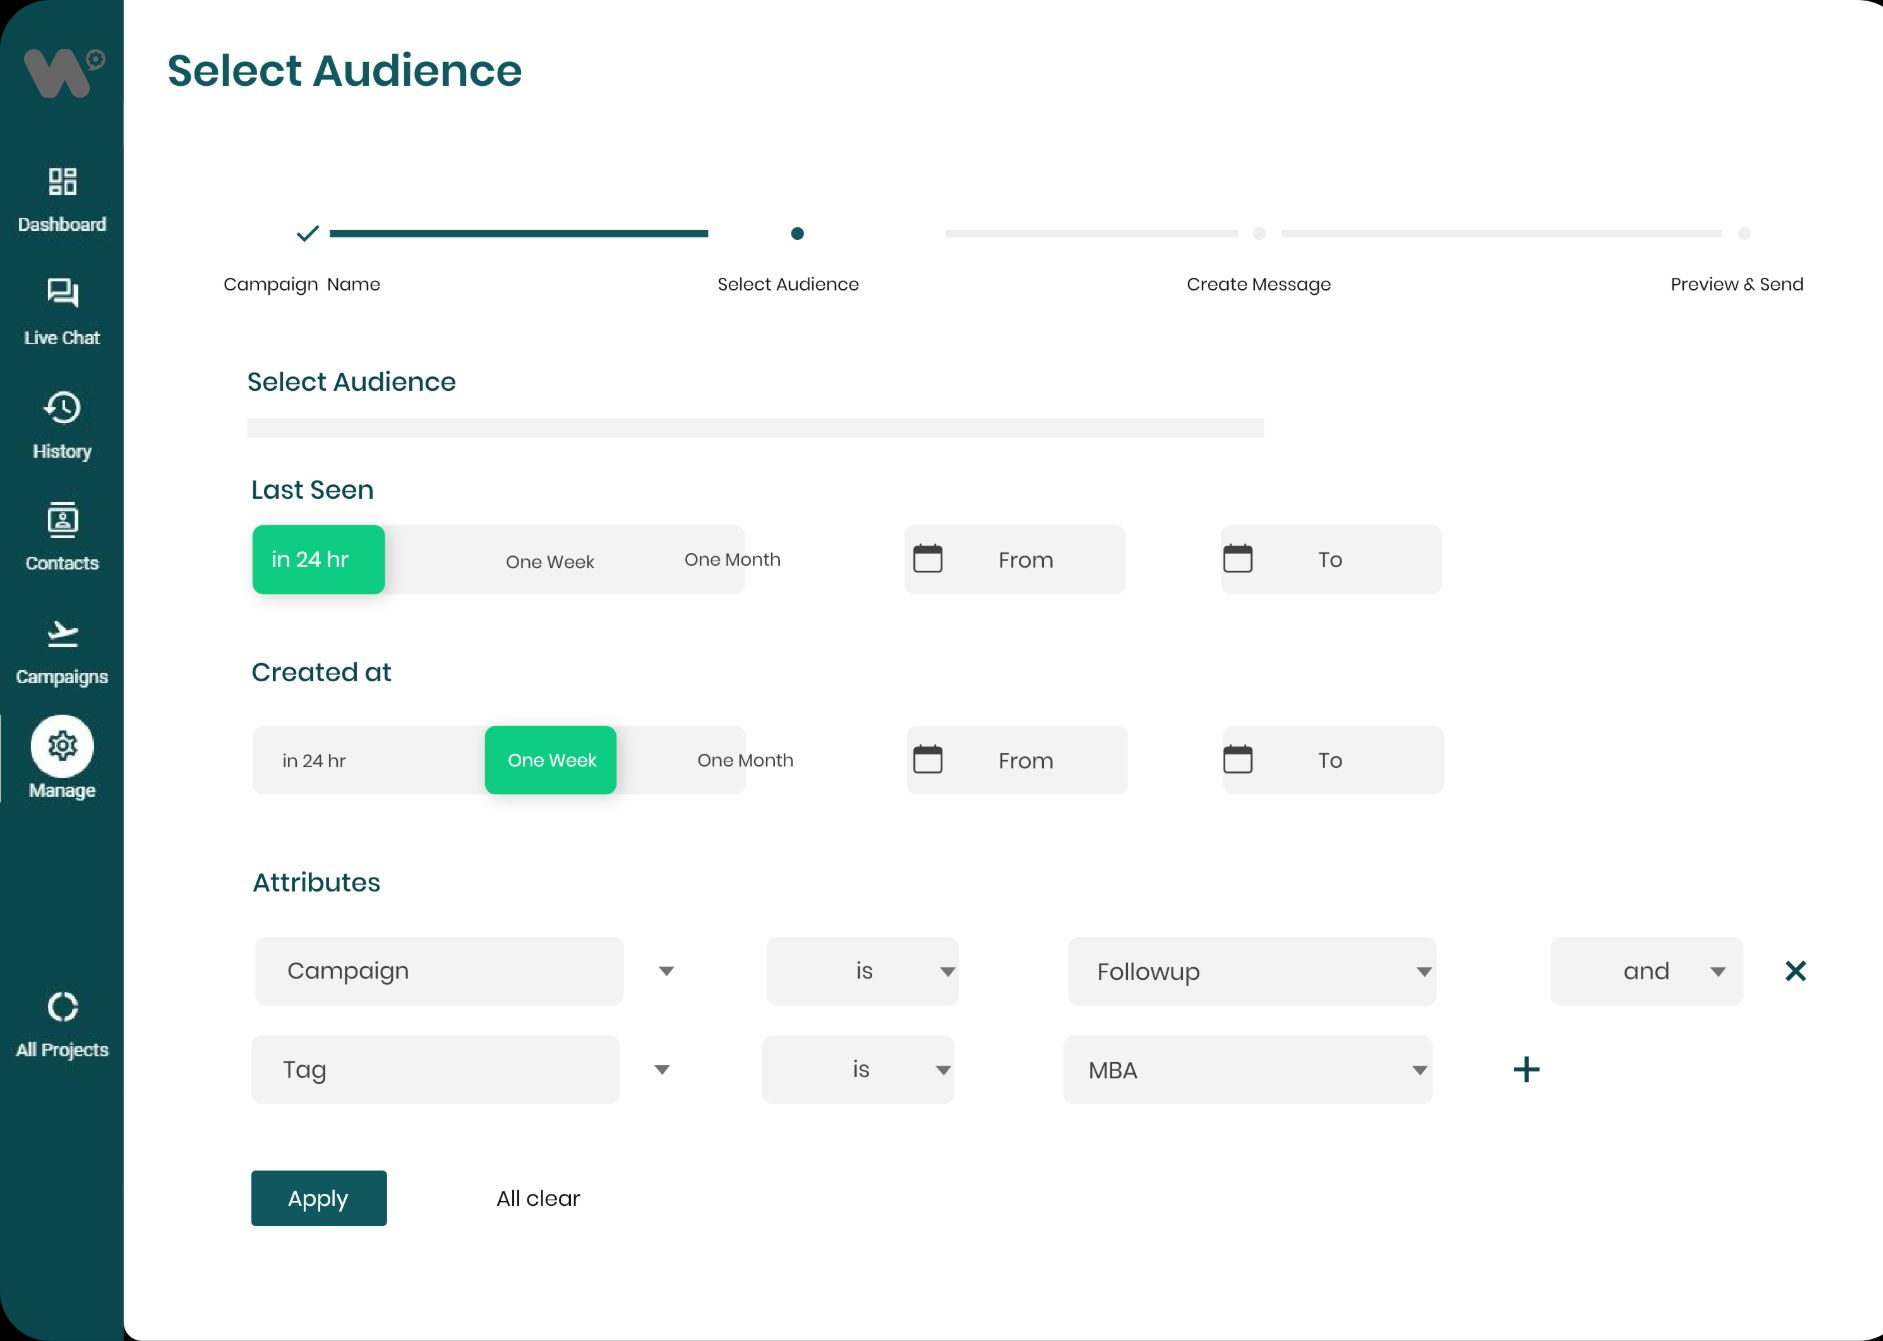 Select Audience
Dashboard
Live Chat
History
Contacts
Campaigns
Manage
All Projects
Campaign Name
Select Audience
Create Message
Preview & Send
Select Audience
Last Seen
in 24 hr One Week One Month From To
Created at
in 24 hr One Week One Month From To
Attributes
Campaign is Followup and
Tag is MBA
Apply All clear